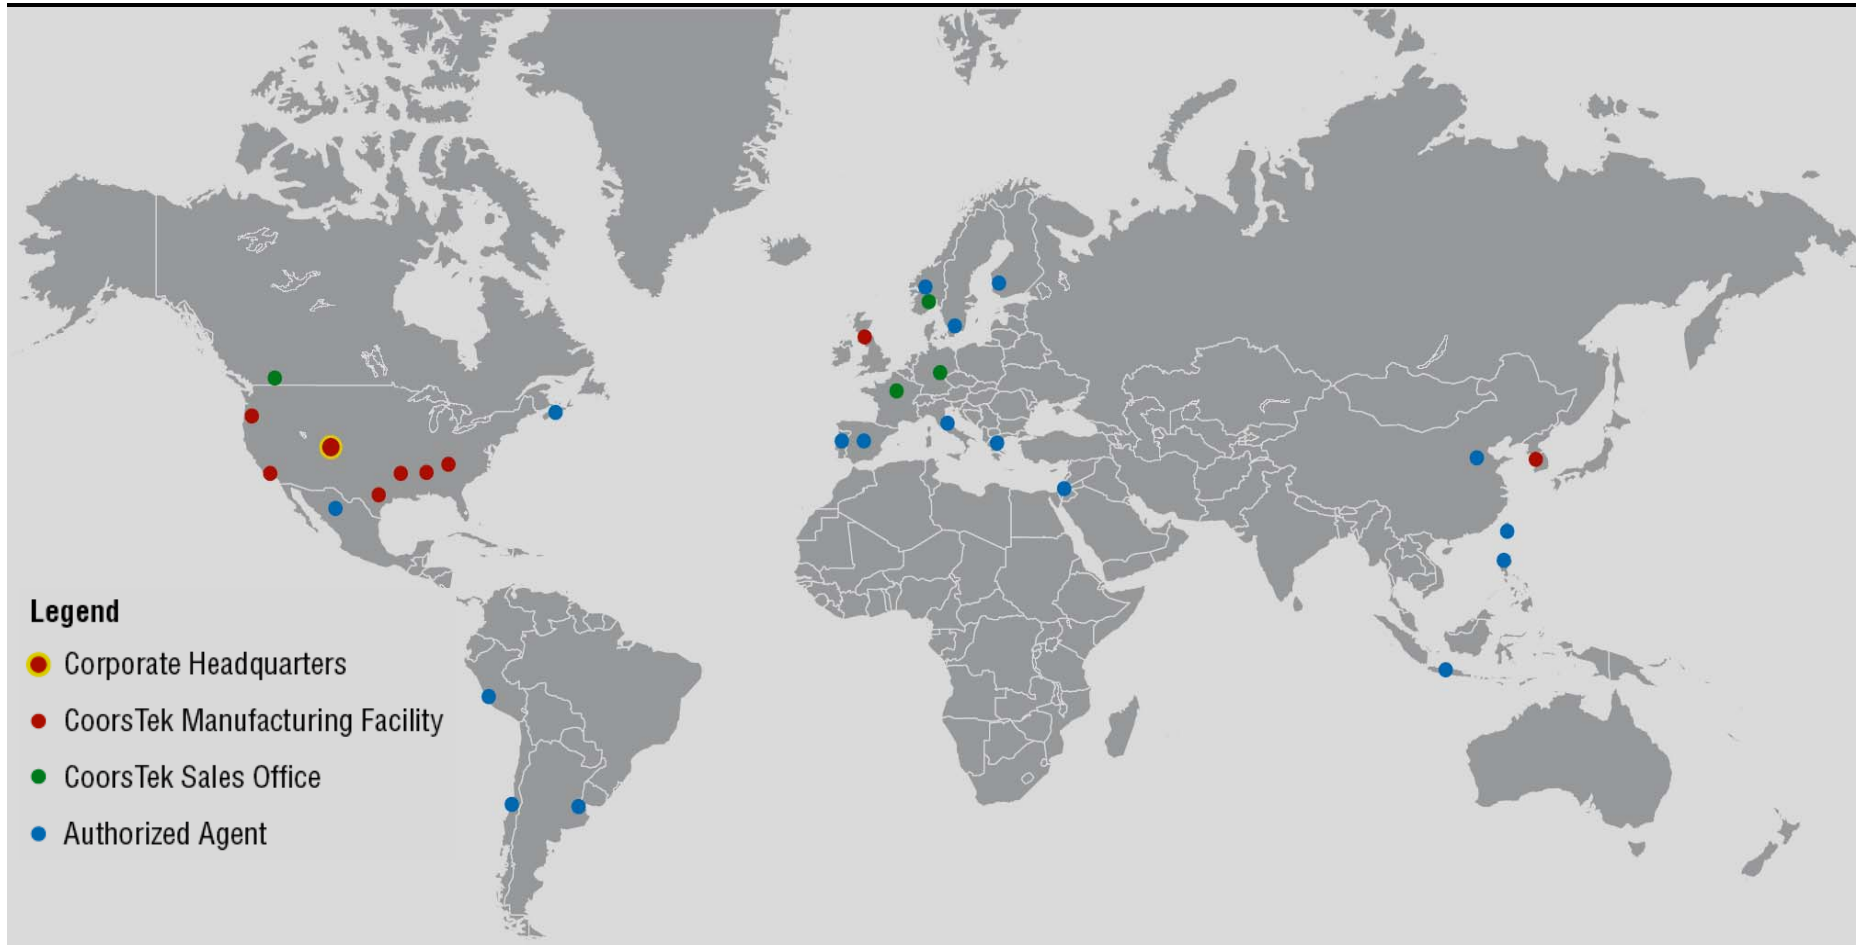 Legend
Corporate Headquarters
CoorsTek Manufacturing Facility
CoorsTek Sales Office
Authorized Agent